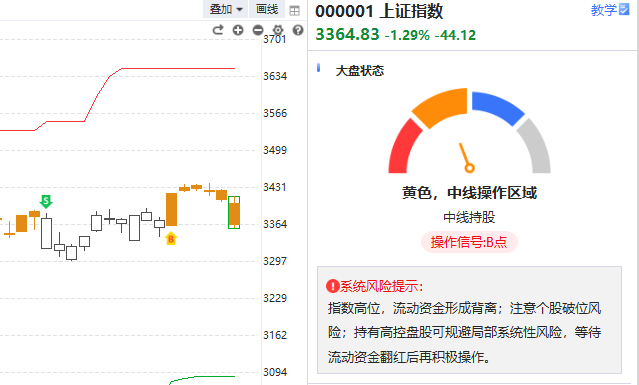 叠加 画线
000001 上证指数
教学
3364.83 -1.29% -44.12
3701
3634
3566
3499
3431
3364
3297
3229
3162
3094
S
B
大盘状态
黄色，中线操作区域
中线持股
操作信号:B点
系统风险提示：
指数高位，流动资金形成背离；注意个股破位风
险；持有高控盘股可规避局部系统性风险，等待
流动资金翻红后再积极操作。